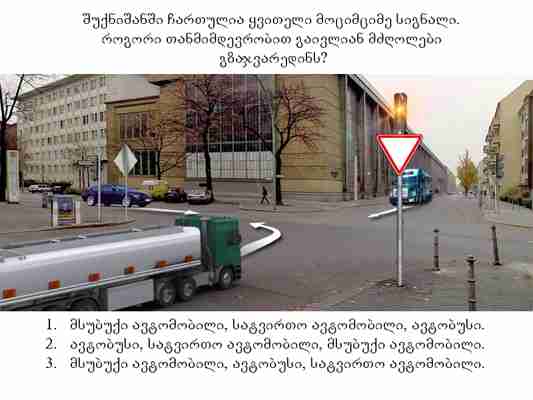 შუქნიშანში ჩართულია ყვითელი მოციმციმე სიგნალი.
როგორი თანმიმდევრობით გაივლიან მძღოლები
გზაჯვარედინს?
1. მსუბუქი ავტომობილი, სატვირთო ავტომობილი, ავტობუსი.
2. ავტობუსი, სატვირთო ავტომობილი, მსუბუქი ავტომობილი.
3. მსუბუქი ავტომობილი, ავტობუსი, სატვირთო ავტომობილი.